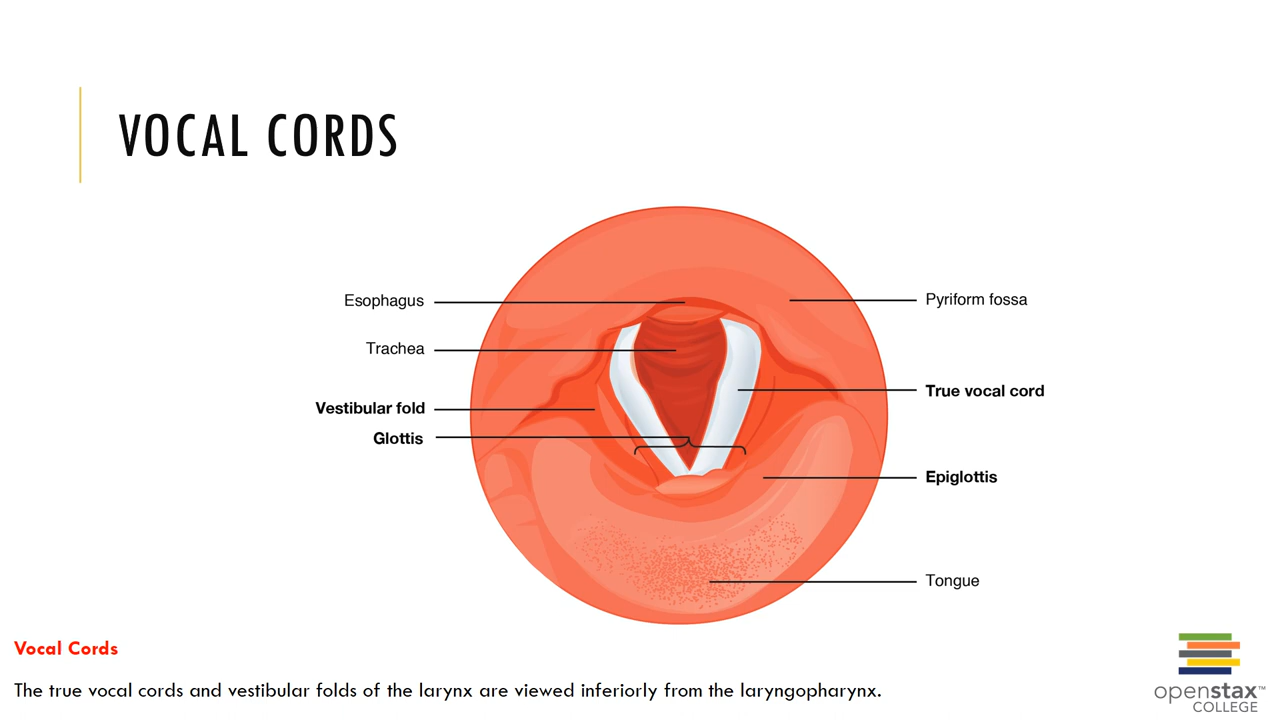 VOCAL CORDS
Esophagus
Trachea
Vestibular fold
Glottis
Pyriform fossa
True vocal cord
Epiglottis
Tongue
Vocal Cords
The true vocal cords and vestibular folds of the larynx are viewed inferiorly from the laryngopharynx.
openstax™
COLLEGE